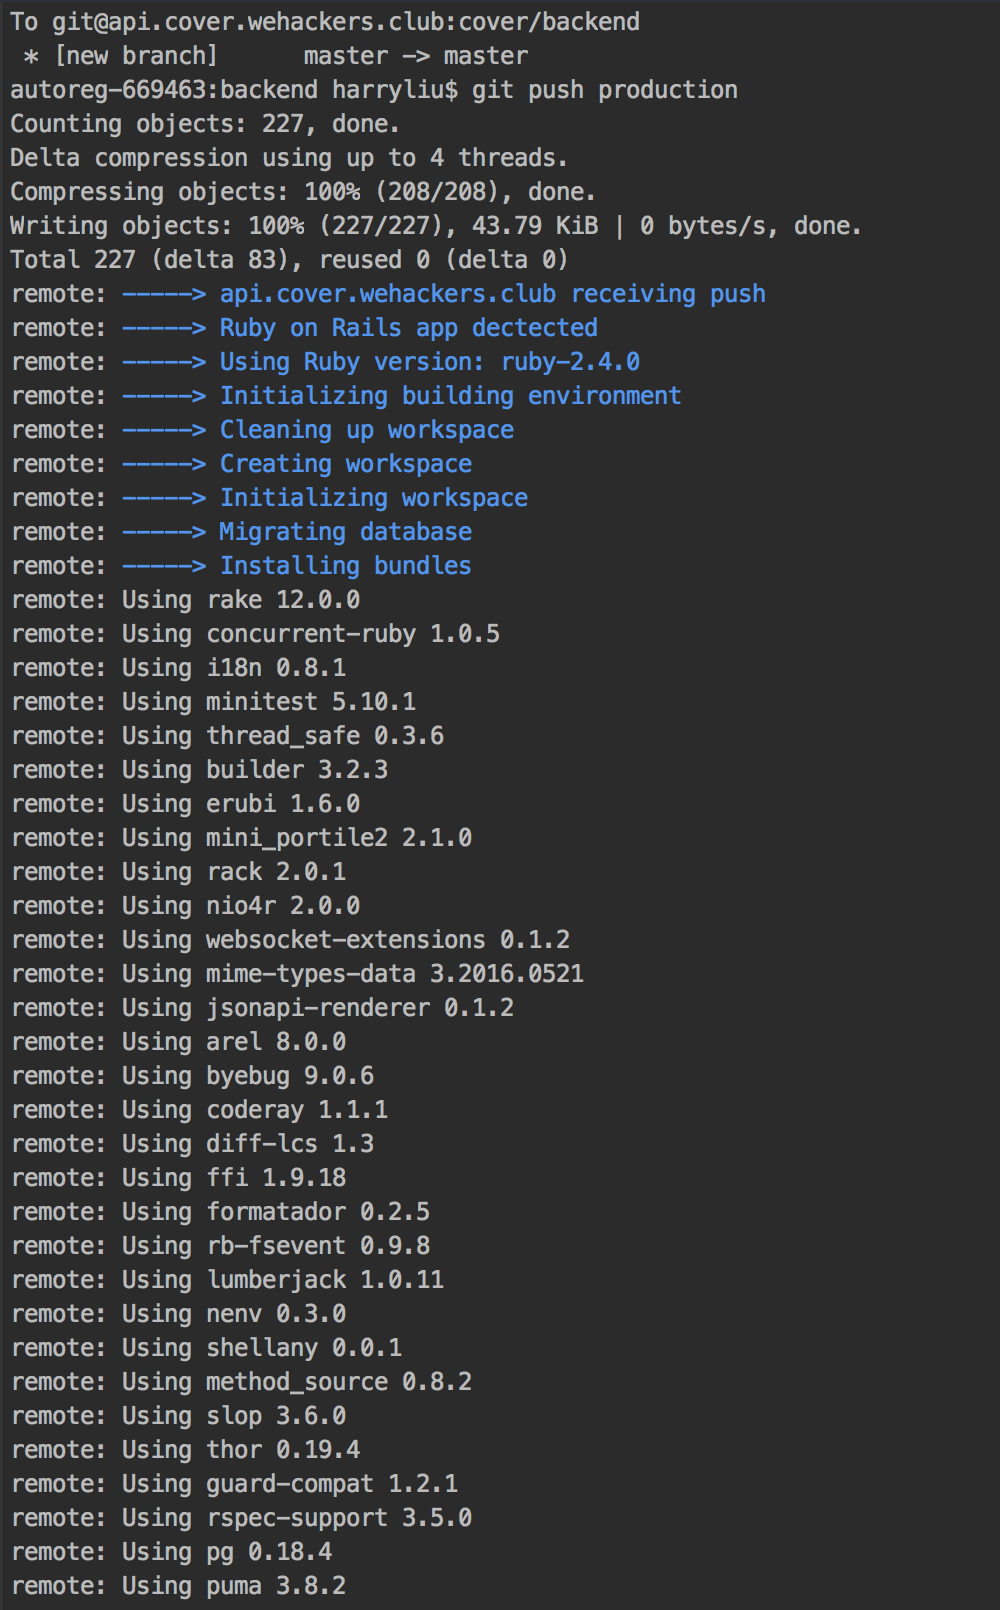 To git@api.cover.wehackers.club:cover/backend
 * [new branch]      master -> master
autoreg-669463:backend harryliu$ git push production
Counting objects: 227, done.
Delta compression using up to 4 threads.
Compressing objects: 100% (208/208), done.
Writing objects: 100% (227/227), 43.79 KiB | 0 bytes/s, done.
Total 227 (delta 83), reused 0 (delta 0)
remote: -----> api.cover.wehackers.club receiving push
remote: -----> Ruby on Rails app dectected
remote: -----> Using Ruby version: ruby-2.4.0
remote: -----> Initializing building environment
remote: -----> Cleaning up workspace
remote: -----> Creating workspace
remote: -----> Initializing workspace
remote: -----> Migrating database
remote: -----> Installing bundles
remote: Using rake 12.0.0
remote: Using concurrent-ruby 1.0.5
remote: Using i18n 0.8.1
remote: Using minitest 5.10.1
remote: Using thread_safe 0.3.6
remote: Using builder 3.2.3
remote: Using erubi 1.6.0
remote: Using mini_portile2 2.1.0
remote: Using rack 2.0.1
remote: Using nio4r 2.0.0
remote: Using websocket-extensions 0.1.2
remote: Using mime-types-data 3.2016.0521
remote: Using jsonapi-renderer 0.1.2
remote: Using arel 8.0.0
remote: Using byebug 9.0.6
remote: Using coderay 1.1.1
remote: Using diff-lcs 1.3
remote: Using ffi 1.9.18
remote: Using formatador 0.2.5
remote: Using rb-fsevent 0.9.8
remote: Using lumberjack 1.0.11
remote: Using nenv 0.3.0
remote: Using shellany 0.0.1
remote: Using method_source 0.8.2
remote: Using slop 3.6.0
remote: Using thor 0.19.4
remote: Using guard-compat 1.2.1
remote: Using rspec-support 3.5.0
remote: Using pg 0.18.4
remote: Using puma 3.8.2